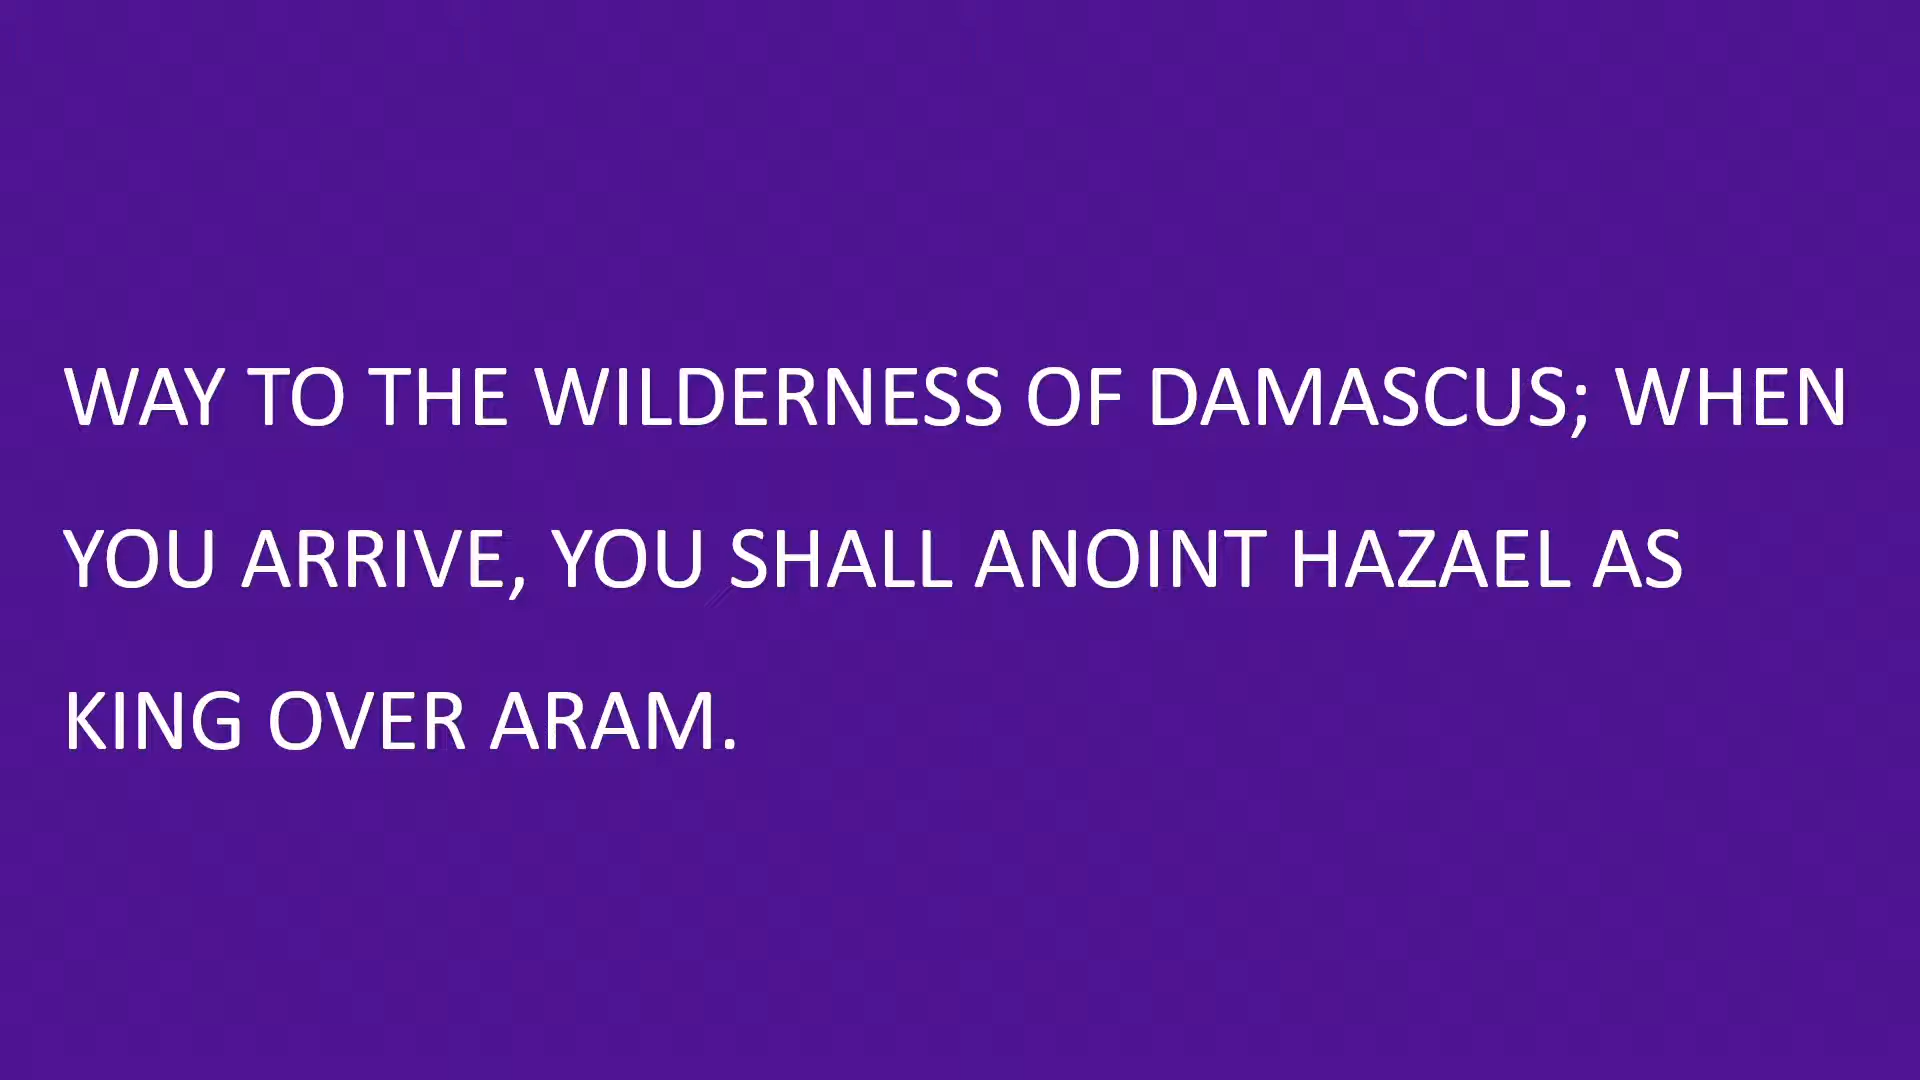 WAY TO THE WILDERNESS OF DAMASCUS; WHEN
YOU ARRIVE, YOU SHALL ANOINT HAZAEL AS
KING OVER ARAM.